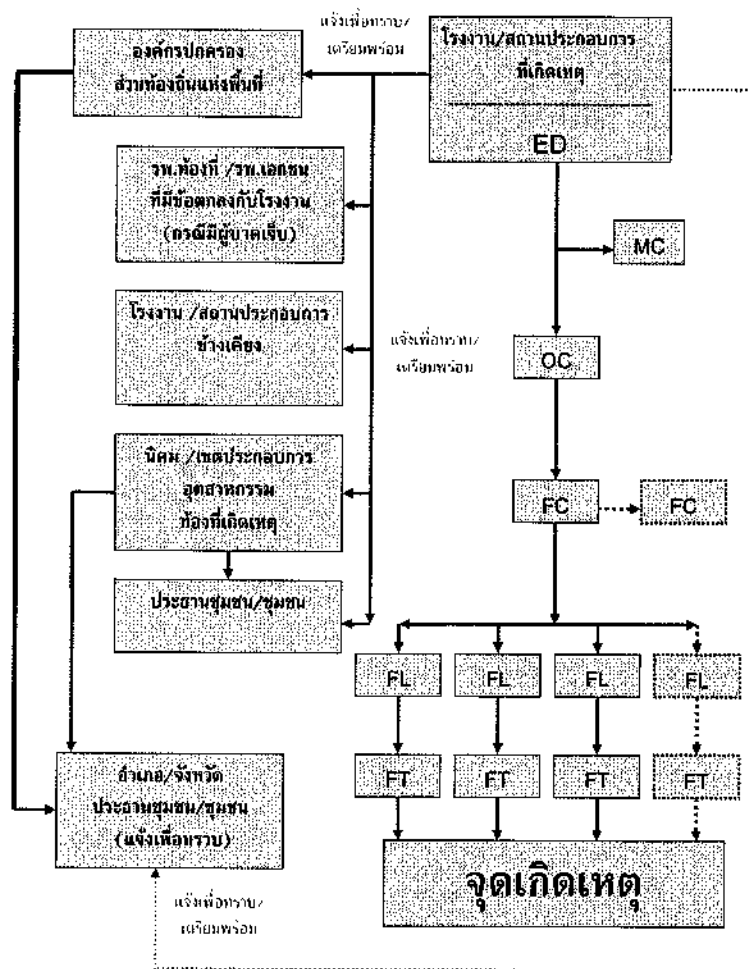 แจ้งเพื่อทราบ/
เตรียมพร้อม
องค์กรปกครอง
ส่วนท้องถิ่นแห่งพื้นที่
โรงงาน/สถานประกอบการ
ที่เกิดเหตุ
ED
รพ.ท้องที่ /รพ.เอกชน
ที่มีข้อตกลงกับโรงงาน
(กรณีมีผู้บาดเจ็บ)
MC
โรงงาน /สถานประกอบการ
ข้างเคียง
แจ้งเพื่อทราบ/
เตรียมพร้อม
OC
นิคม /เขตประกอบการ
อุตสาหกรรม
ท้องที่เกิดเหตุ
FC
FC
ประธานชุมชน/ชุมชน
FL
FL
FL
FL
อำเภอ/จังหวัด
ประธานชุมชน/ชุมชน
(แจ้งเพื่อทราบ)
FT
FT
FT
FT
จุดเกิดเหตุ
แจ้งเพื่อทราบ/
เตรียมพร้อม